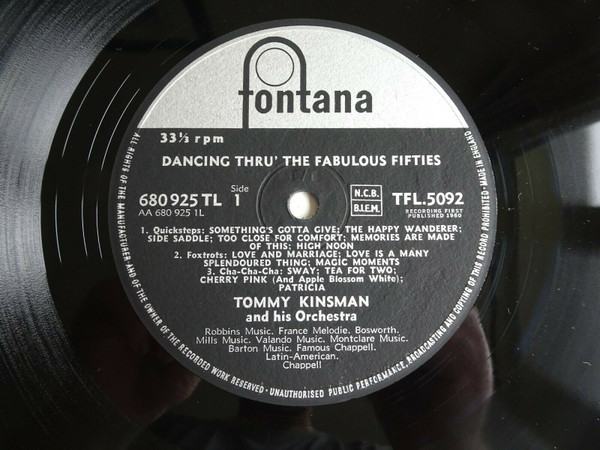 fontana
33⅓ rpm
DANCING THRU' THE FABULOUS FIFTIES
680 925 TL Side 1 N.C.B. B.I.E.M. TFL.5092
AA 680 925 1L RECORDING FIRST PUBLISHED 1960
1. Quicksteps: SOMETHING'S GOTTA GIVE; THE HAPPY WANDERER;
SIDE SADDLE; TOO CLOSE FOR COMFORT; MEMORIES ARE MADE
OF THIS; HIGH NOON
2. Foxtrots: LOVE AND MARRIAGE; LOVE IS A MANY
SPLENDOURED THING; MAGIC MOMENTS
3. Cha-Cha-Cha: SWAY; TEA FOR TWO;
CHERRY PINK (And Apple Blossom White);
PATRICIA
TOMMY KINSMAN
and his Orchestra
Robbins Music. France Melodie. Bosworth.
Mills Music. Valando Music. Montclare Music.
Barton Music. Famous Chappell.
Latin-American.
Chappell
ALL RIGHTS OF THE MANUFACTURER AND OF THE OWNER OF THE RECORDED WORK RESERVED · UNAUTHORISED PUBLIC PERFORMANCE, BROADCASTING AND COPYING OF THIS RECORD PROHIBITED · MADE IN ENGLAND